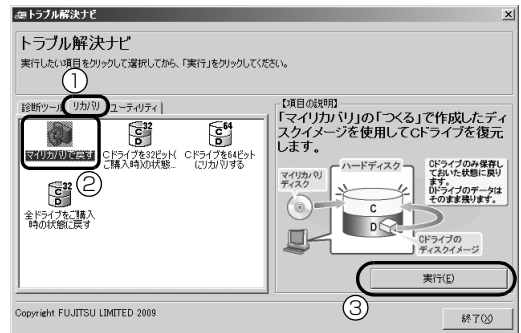 トラブル解決ナビ
トラブル解決ナビ
実行したい項目をクリックして選択してから、「実行」をクリックしてください。
①
診断ツール リカバリ ユーティリティ
マイリカバリで戻す
②
C 32
D
Cドライブを32ビット(
ご購入時)の状態...
C 64
D
Cドライブを64ビット
にリカバリする
C 32
D
全ドライブをご購入
時の状態に戻す
【項目の説明】
「マイリカバリ」の「つくる」で作成したディ
スクイメージを使用してCドライブを復元
します。
ハードディスク
マイリカバリ
ディスク
Cドライブのみ保存し
ておいた状態に戻り
ます。
Dドライブのデータは
そのまま残ります。
C
D
Cドライブの
ディスクイメージ
実行(E)
③
Copyright FUJITSU LIMITED 2009
終了(X)